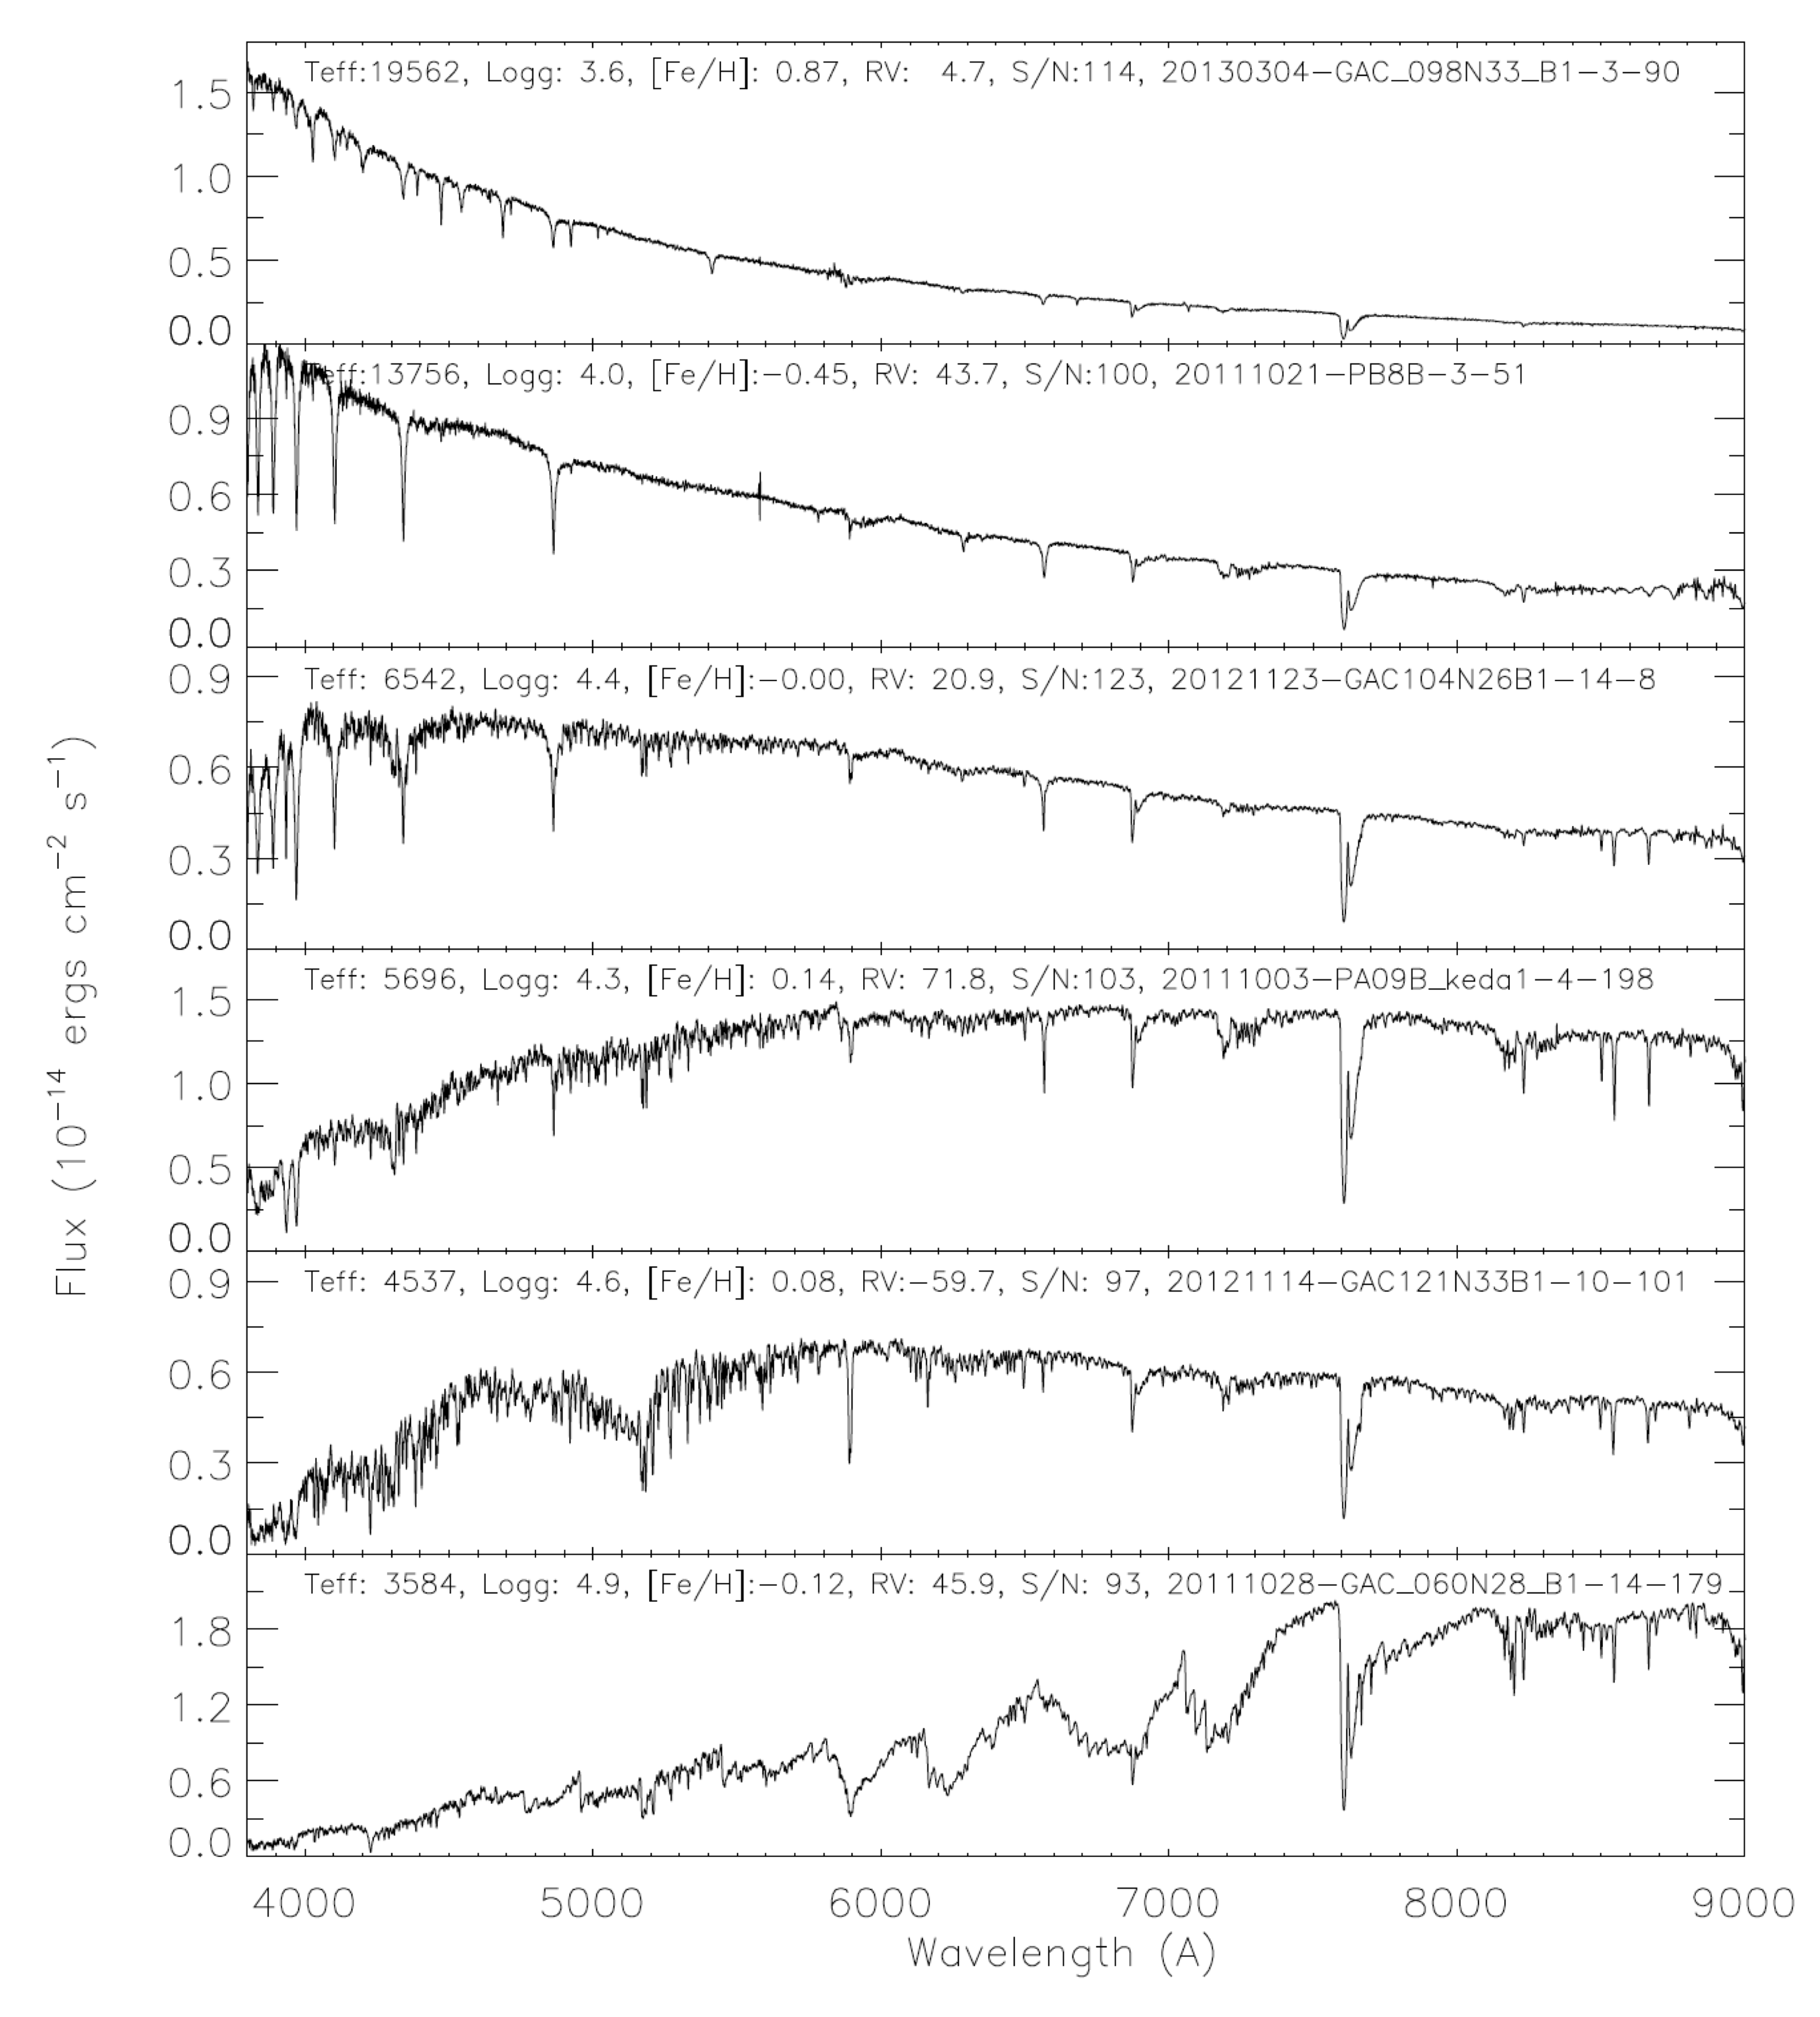 Teff:19562, Logg: 3.6, [Fe/H]: 0.87, RV: 4.7, S/N:114, 20130304−GAC_098N33_B1−3−90
1.5
1.0
0.5
0.0
Teff:13756, Logg: 4.0, [Fe/H]:−0.45, RV: 43.7, S/N:100, 20111021−PB8B−3−51
0.9
0.6
0.3
0.0
Teff: 6542, Logg: 4.4, [Fe/H]:−0.00, RV: 20.9, S/N:123, 20121123−GAC104N26B1−14−8
0.9
0.6
0.3
0.0
Teff: 5696, Logg: 4.3, [Fe/H]: 0.14, RV: 71.8, S/N:103, 20111003−PA09B_keda1−4−198
1.5
1.0
0.5
0.0
Teff: 4537, Logg: 4.6, [Fe/H]: 0.08, RV:−59.7, S/N: 97, 20121114−GAC121N33B1−10−101
0.9
0.6
0.3
0.0
Teff: 3584, Logg: 4.9, [Fe/H]:−0.12, RV: 45.9, S/N: 93, 20111028−GAC_060N28_B1−14−179
1.8
1.2
0.6
0.0
Flux (10⁻¹⁴ ergs cm⁻² s⁻¹)
4000 5000 6000 7000 8000 9000
Wavelength (A)